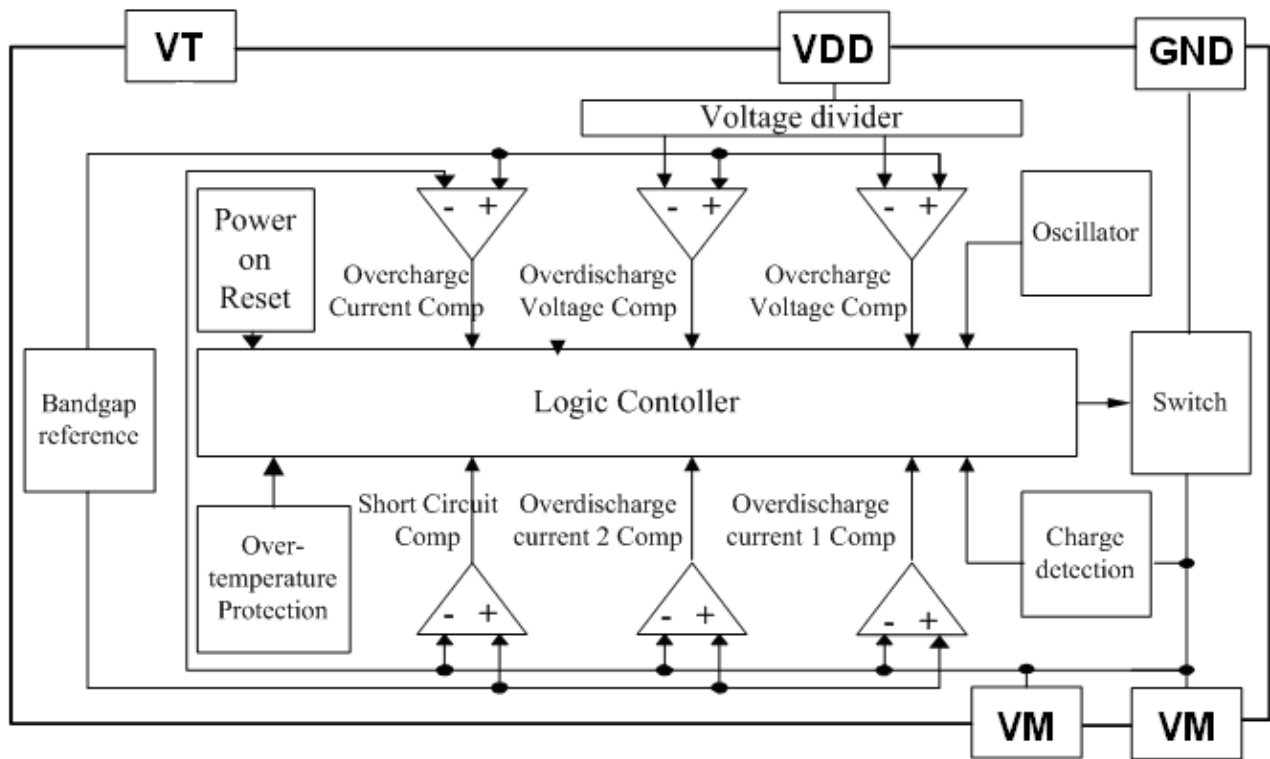 VT
VDD
GND
Voltage divider
- +
- +
- +
Power
on
Reset
Oscillator
Overcharge
Current Comp
Overdischarge
Voltage Comp
Overcharge
Voltage Comp
Bandgap
reference
Logic Contoller
Switch
Short Circuit
Comp
Overdischarge
current 2 Comp
Overdischarge
current 1 Comp
Charge
detection
Over-
temperature
Protection
- +
- +
- +
VM
VM